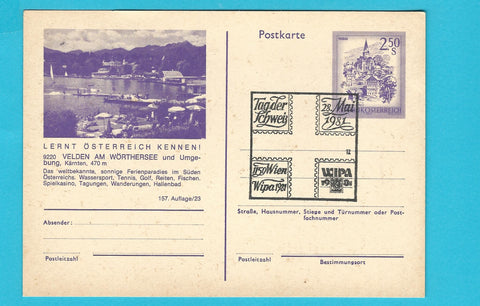 Postkarte
2.50
S
ÖSTERREICH
LERNT ÖSTERREICH KENNEN!
9220 VELDEN AM WÖRTHERSEE und Umge-
bung, Kärnten, 470 m
Das weltbekannte, sonnige Ferienparadies im Süden
Österreichs. Wassersport, Tennis, Golf, Reiten, Fischen,
Spielkasino, Tagungen, Wanderungen, Hallenbad
157. Auflage/23
Absender:
Postleitzahl
Tag der
Schweiz
28. Mai
1981
1150 Wien
Wipa 1981
WIPA
1981
Straße, Hausnummer, Stiege und Türnummer oder Post-
fachnummer
Postleitzahl
Bestimmungsort